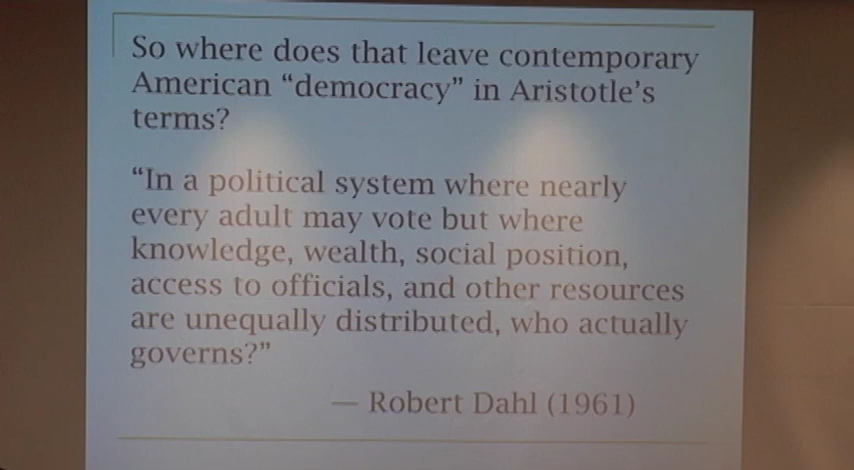 So where does that leave contemporary
American “democracy” in Aristotle’s
terms?
“In a political system where nearly
every adult may vote but where
knowledge, wealth, social position,
access to officials, and other resources
are unequally distributed, who actually
governs?”
— Robert Dahl (1961)